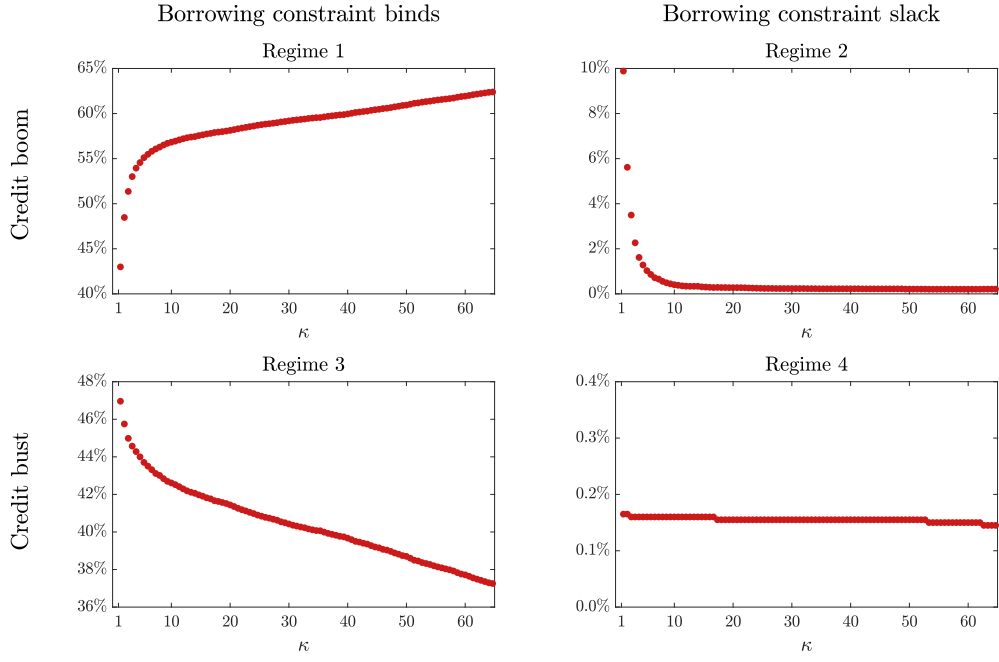 Borrowing constraint binds
Borrowing constraint slack
Credit boom
Regime 1
65%
60%
55%
50%
45%
40%
1 10 20 30 40 50 60
κ
Regime 2
10%
8%
6%
4%
2%
0%
1 10 20 30 40 50 60
κ
Credit bust
Regime 3
48%
46%
44%
42%
40%
38%
36%
1 10 20 30 40 50 60
κ
Regime 4
0.4%
0.3%
0.2%
0.1%
0.0%
1 10 20 30 40 50 60
κ